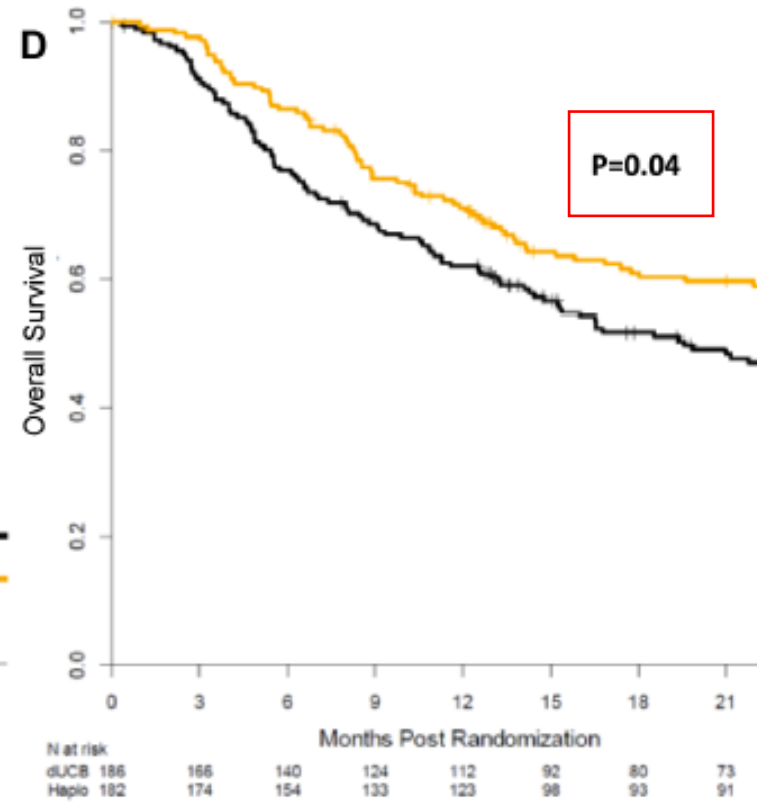 D
P=0.04
Overall Survival
1.0
0.8
0.6
0.4
0.2
0.0
0 3 6 9 12 15 18 21
Months Post Randomization
N at risk
dUCB 186 166 140 124 112 92 80 73
Haplo 182 174 154 133 123 98 93 91